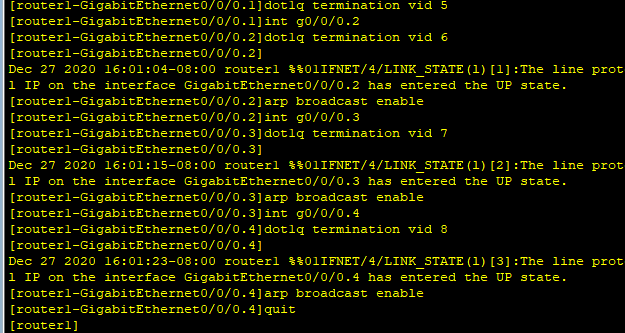 [router1-GigabitEthernet0/0/0.1]dot1q termination vid 5
[router1-GigabitEthernet0/0/0.1]int g0/0/0.2
[router1-GigabitEthernet0/0/0.2]dot1q termination vid 6
[router1-GigabitEthernet0/0/0.2]
Dec 27 2020 16:01:04-08:00 router1 %%01IFNET/4/LINK_STATE(l)[1]:The line prot
l IP on the interface GigabitEthernet0/0/0.2 has entered the UP state.
[router1-GigabitEthernet0/0/0.2]arp broadcast enable
[router1-GigabitEthernet0/0/0.2]int g0/0/0.3
[router1-GigabitEthernet0/0/0.3]dot1q termination vid 7
[router1-GigabitEthernet0/0/0.3]
Dec 27 2020 16:01:15-08:00 router1 %%01IFNET/4/LINK_STATE(l)[2]:The line prot
l IP on the interface GigabitEthernet0/0/0.3 has entered the UP state.
[router1-GigabitEthernet0/0/0.3]arp broadcast enable
[router1-GigabitEthernet0/0/0.3]int g0/0/0.4
[router1-GigabitEthernet0/0/0.4]dot1q termination vid 8
[router1-GigabitEthernet0/0/0.4]
Dec 27 2020 16:01:23-08:00 router1 %%01IFNET/4/LINK_STATE(l)[3]:The line prot
l IP on the interface GigabitEthernet0/0/0.4 has entered the UP state.
[router1-GigabitEthernet0/0/0.4]arp broadcast enable
[router1-GigabitEthernet0/0/0.4]quit
[router1]